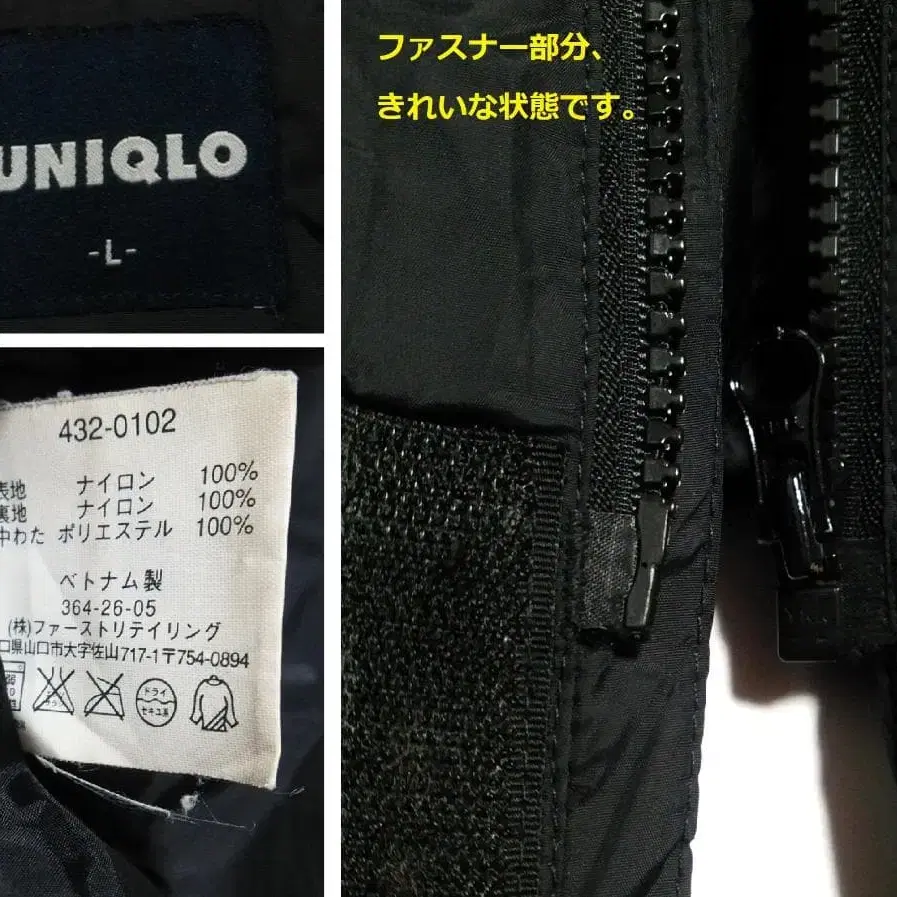 UNIQLO
-L-
ファスナー部分、
きれいな状態です。
432-0102
表地 ナイロン 100%
裏地 ナイロン 100%
中わた ポリエステル 100%
ベトナム製
364-26-05
(株)ファーストリテイリング
口県山口市大字佐山717-1〒754-0894
ドライ
セキユ系